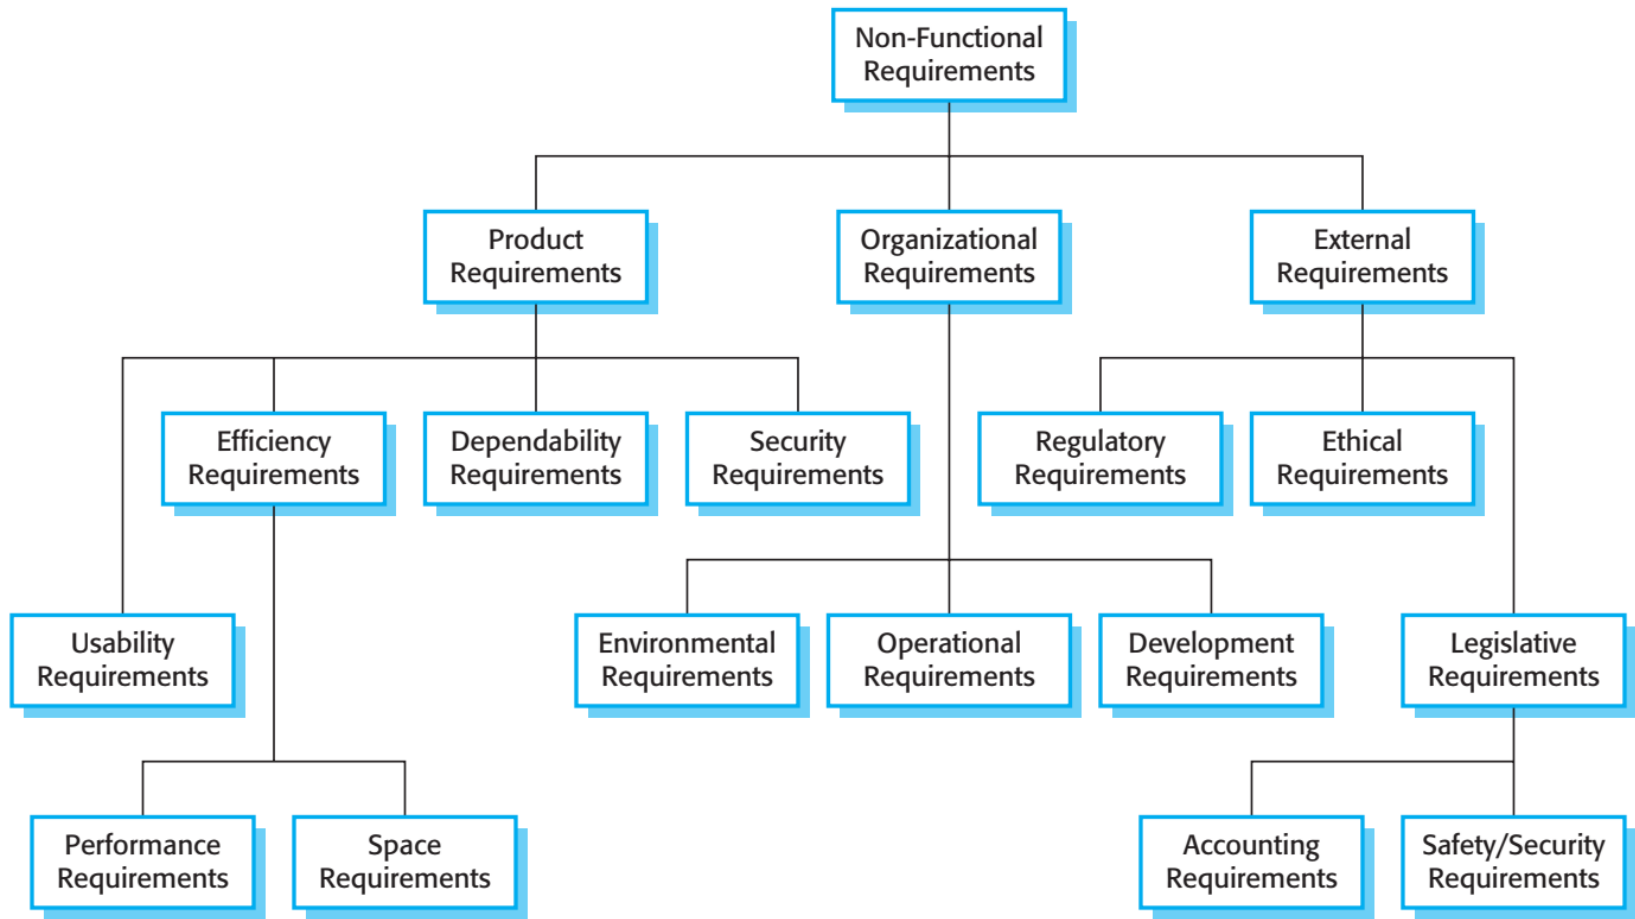 Non-Functional
Requirements
Product
Requirements
Organizational
Requirements
External
Requirements
Efficiency
Requirements
Dependability
Requirements
Security
Requirements
Regulatory
Requirements
Ethical
Requirements
Usability
Requirements
Environmental
Requirements
Operational
Requirements
Development
Requirements
Legislative
Requirements
Performance
Requirements
Space
Requirements
Accounting
Requirements
Safety/Security
Requirements